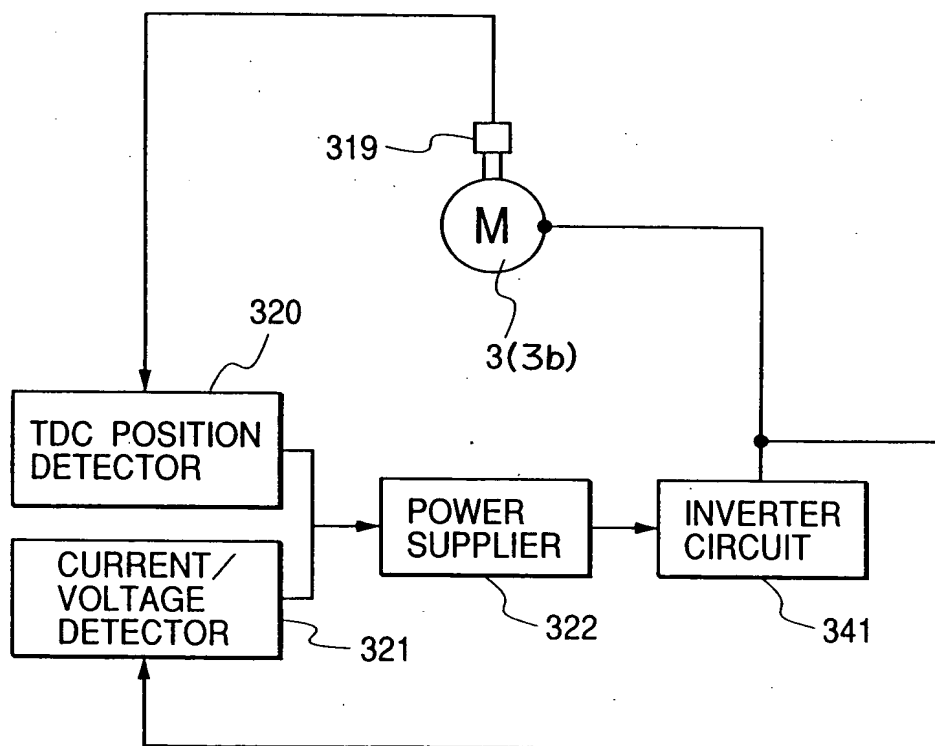 319
M
3(3b)
320
TDC POSITION
DETECTOR
CURRENT/
VOLTAGE
DETECTOR
321
POWER
SUPPLIER
322
INVERTER
CIRCUIT
341